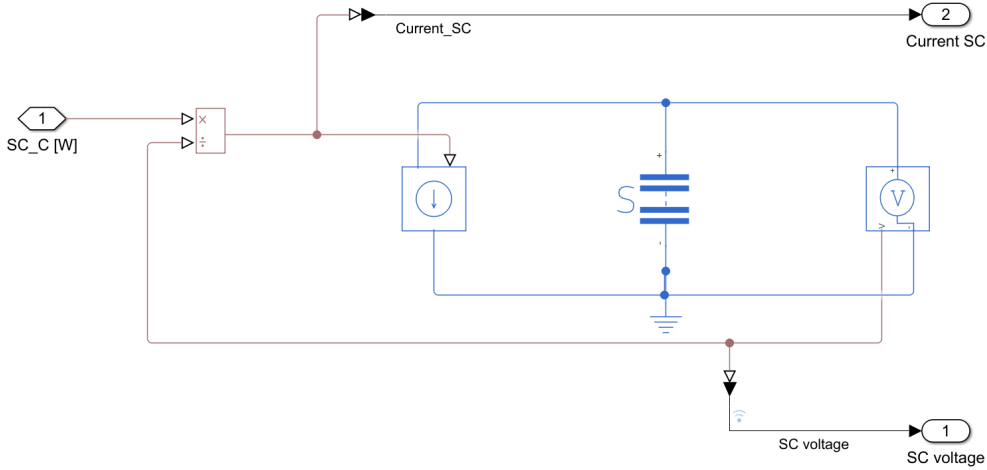 2
Current_SC
Current SC
1
SC_C [W]
×
÷
+
+
S
V
-
V
-
SC voltage
1
SC voltage